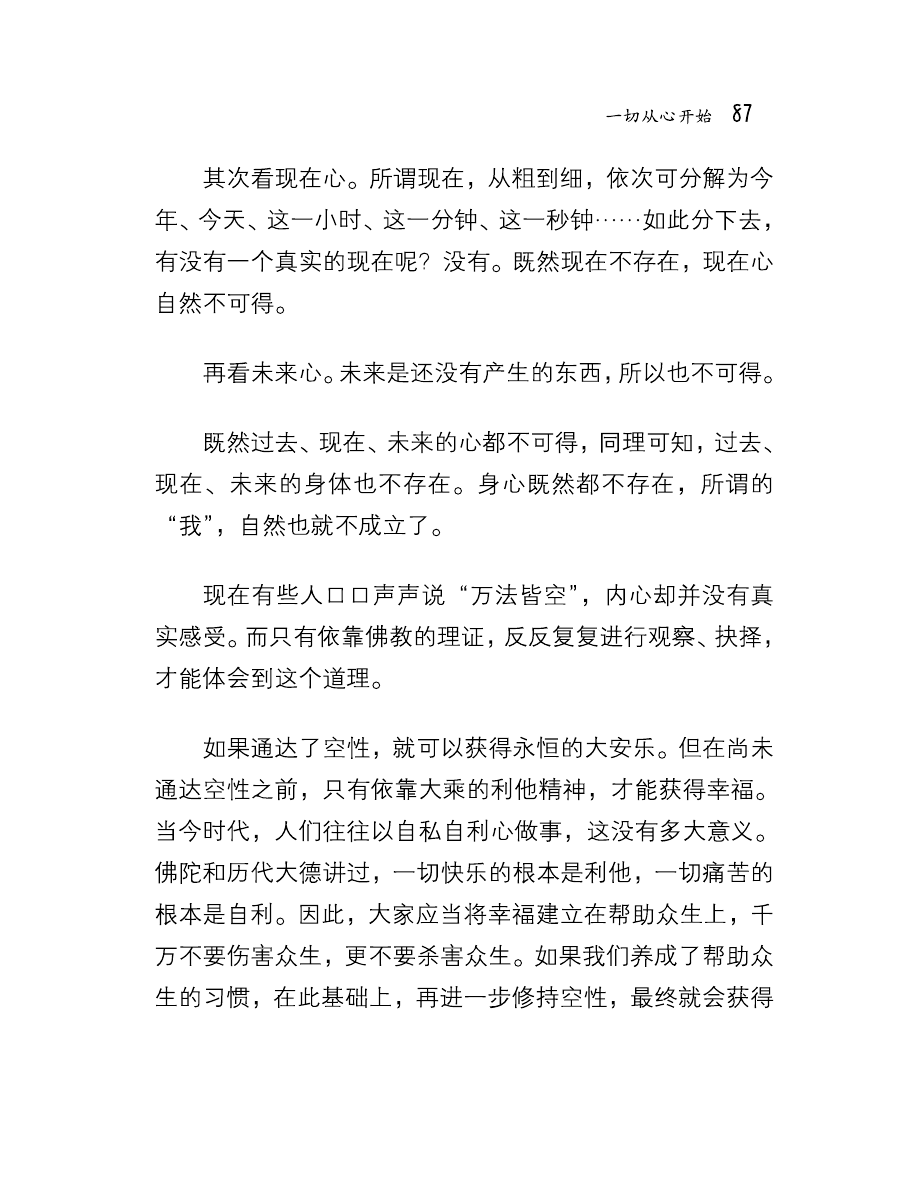 一切从心开始 87
其次看现在心。所谓现在，从粗到细，依次可分解为今
年、今天、这一小时、这一分钟、这一秒钟……如此分下去，
有没有一个真实的现在呢？没有。既然现在不存在，现在心
自然不可得。
再看未来心。未来是还没有产生的东西，所以也不可得。
既然过去、现在、未来的心都不可得，同理可知，过去、
现在、未来的身体也不存在。身心既然都不存在，所谓的
“我”，自然也就不成立了。
现在有些人口口声声说“万法皆空”，内心却并没有真
实感受。而只有依靠佛教的理证，反反复复进行观察、抉择，
才能体会到这个道理。
如果通达了空性，就可以获得永恒的大安乐。但在尚未
通达空性之前，只有依靠大乘的利他精神，才能获得幸福。
当今时代，人们往往以自私自利心做事，这没有多大意义。
佛陀和历代大德讲过，一切快乐的根本是利他，一切痛苦的
根本是自利。因此，大家应当将幸福建立在帮助众生上，千
万不要伤害众生，更不要杀害众生。如果我们养成了帮助众
生的习惯，在此基础上，再进一步修持空性，最终就会获得